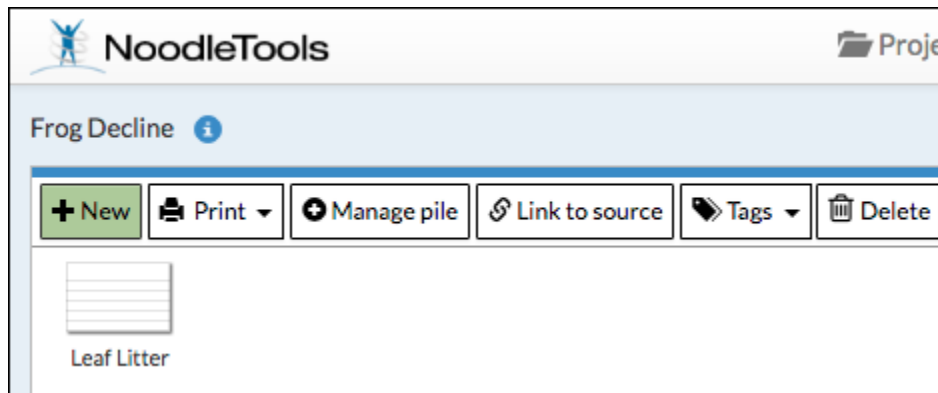 NoodleTools Proje
Frog Decline
New Print Manage pile Link to source Tags Delete
Leaf Litter